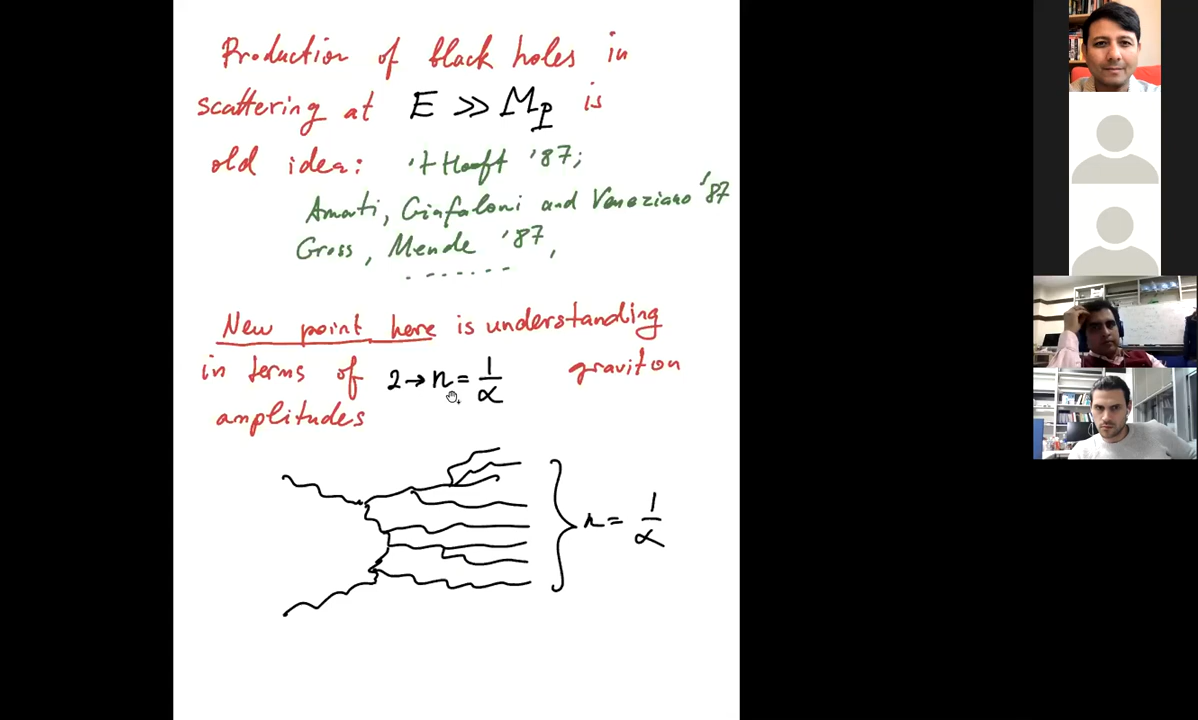 Production of black holes in
scattering at E >> Mp is
old idea: 't Hooft '87;
Amati, Ciafaloni and Veneziano '87
Gross, Mende '87,
.......
New point here is understanding
in terms of 2→n=1/α graviton
amplitudes
n = 1/α